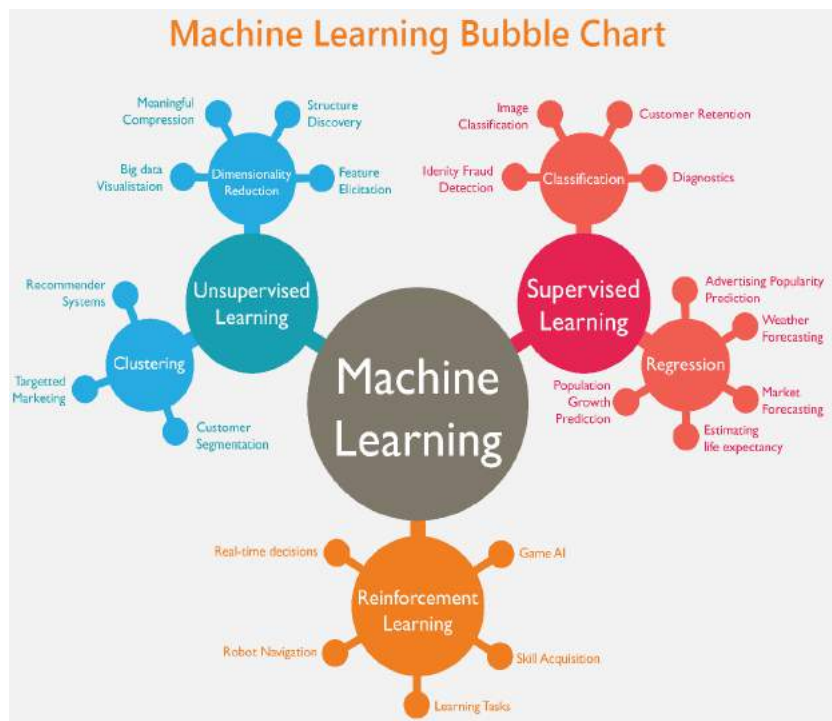 Machine Learning Bubble Chart
Meaningful
Compression
Structure
Discovery
Big data
Visualistaion
Dimensionality
Reduction
Feature
Elicitation
Image
Classification
Customer Retention
Idenity Fraud
Detection
Classification
Diagnostics
Unsupervised
Learning
Supervised
Learning
Recommender
Systems
Clustering
Targetted
Marketing
Customer
Segmentation
Machine
Learning
Advertising Popularity
Prediction
Weather
Forecasting
Regression
Population
Growth
Prediction
Market
Forecasting
Estimating
life expectancy
Real-time decisions
Game AI
Reinforcement
Learning
Robot Navigation
Skill Acquisition
Learning Tasks